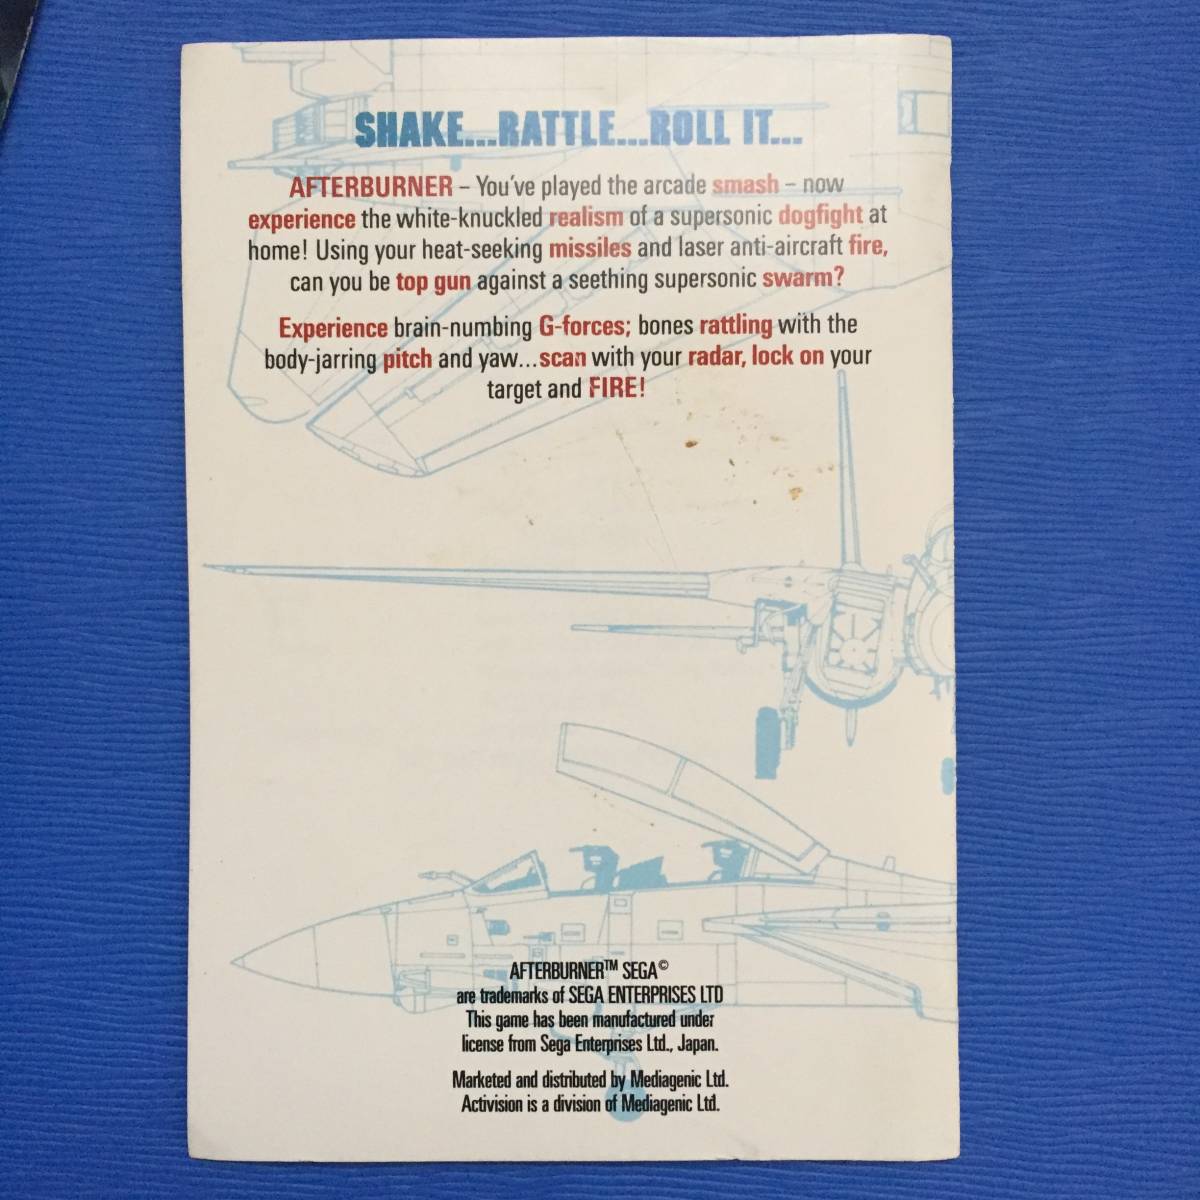 SHAKE...RATTLE...ROLL IT...
AFTERBURNER – You've played the arcade smash – now
experience the white-knuckled realism of a supersonic dogfight at
home! Using your heat-seeking missiles and laser anti-aircraft fire,
can you be top gun against a seething supersonic swarm?
Experience brain-numbing G-forces; bones rattling with the
body-jarring pitch and yaw...scan with your radar, lock on your
target and FIRE!
AFTERBURNER™ SEGA©
are trademarks of SEGA ENTERPRISES LTD
This game has been manufactured under
license from Sega Enterprises Ltd., Japan.
Marketed and distributed by Mediagenic Ltd.
Activision is a division of Mediagenic Ltd.